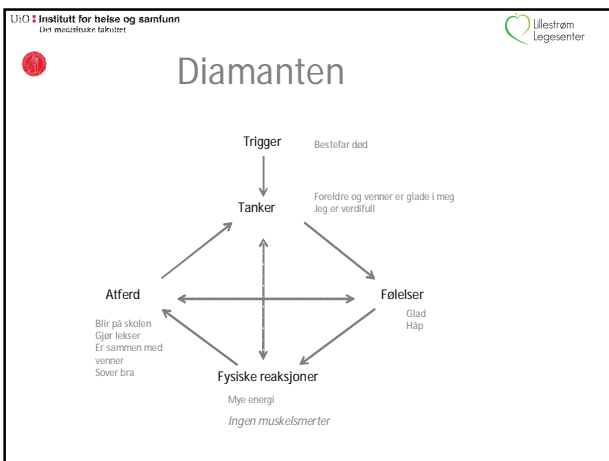 UiO Institutt for helse og samfunn
Det medisinske fakultet
Lillestrøm
Legesenter
Diamanten
Trigger
Bestefar død
Tanker
Foreldre og venner er glade i meg
Jeg er verdifull
Atferd
Blir på skolen
Gjør lekser
Er sammen med
venner
Sover bra
Følelser
Glad
Håp
Fysiske reaksjoner
Mye energi
Ingen muskelsmerter